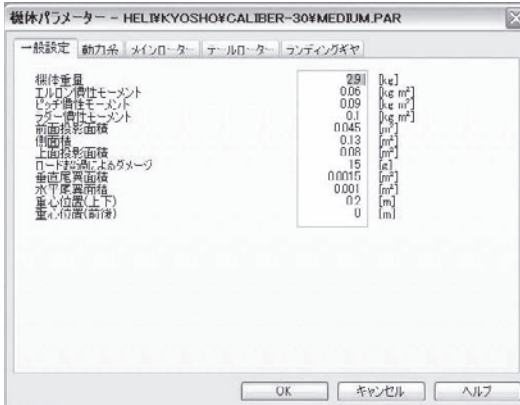 機体パラメーター - HELI¥KYOSHO¥CALIBER-30¥MEDIUM.PAR
一般設定 動力系 メインローター テールローター ランディングギヤ
機体重量 2.9 [kg]
エルロン慣性モーメント 0.06 [kg m²]
ピッチ慣性モーメント 0.09 [kg m²]
ラダー慣性モーメント 0.1 [kg m²]
前面投影面積 0.045 [m²]
側面積 0.13 [m²]
上面投影面積 0.08 [m²]
ロード超過によるダメージ 15 [g]
垂直尾翼面積 0.0015 [m²]
水平尾翼面積 0.001 [m²]
重心位置(上下) 0.2 [m]
重心位置(前後) 0 [m]
OK キャンセル ヘルプ